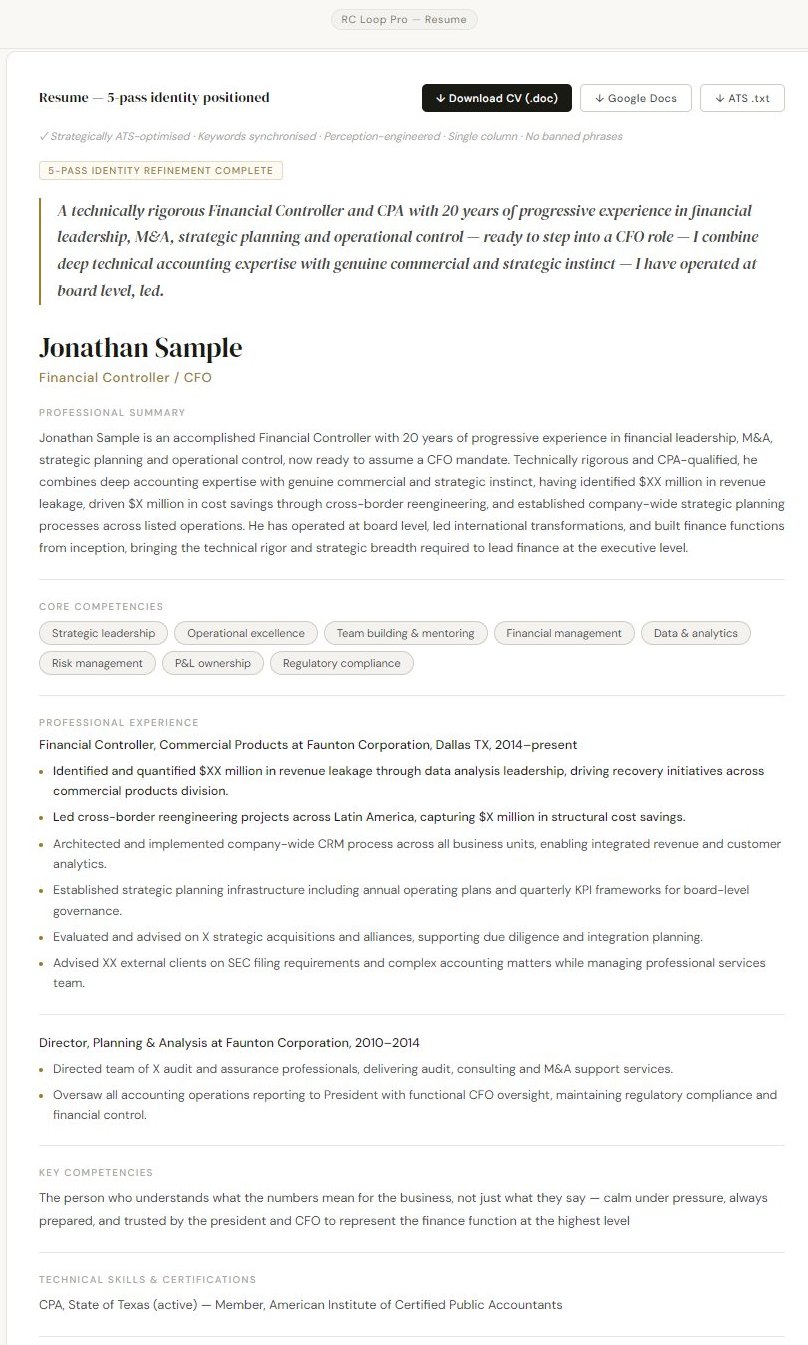 RC Loop Pro — Resume
Resume — 5-pass identity positioned
↓ Download CV (.doc)
↓ Google Docs
↓ ATS .txt
✓ Strategically ATS-optimised · Keywords synchronised · Perception-engineered · Single column · No banned phrases
5-PASS IDENTITY REFINEMENT COMPLETE
A technically rigorous Financial Controller and CPA with 20 years of progressive experience in financial
leadership, M&A, strategic planning and operational control — ready to step into a CFO role — I combine
deep technical accounting expertise with genuine commercial and strategic instinct — I have operated at
board level, led.
Jonathan Sample
Financial Controller / CFO
PROFESSIONAL SUMMARY
Jonathan Sample is an accomplished Financial Controller with 20 years of progressive experience in financial leadership, M&A,
strategic planning and operational control, now ready to assume a CFO mandate. Technically rigorous and CPA-qualified, he
combines deep accounting expertise with genuine commercial and strategic instinct, having identified $XX million in revenue
leakage, driven $X million in cost savings through cross-border reengineering, and established company-wide strategic planning
processes across listed operations. He has operated at board level, led international transformations, and built finance functions
from inception, bringing the technical rigor and strategic breadth required to lead finance at the executive level.
CORE COMPETENCIES
Strategic leadership
Operational excellence
Team building & mentoring
Financial management
Data & analytics
Risk management
P&L ownership
Regulatory compliance
PROFESSIONAL EXPERIENCE
Financial Controller, Commercial Products at Faunton Corporation, Dallas TX, 2014–present
• Identified and quantified $XX million in revenue leakage through data analysis leadership, driving recovery initiatives across
commercial products division.
• Led cross-border reengineering projects across Latin America, capturing $X million in structural cost savings.
• Architected and implemented company-wide CRM process across all business units, enabling integrated revenue and customer
analytics.
• Established strategic planning infrastructure including annual operating plans and quarterly KPI frameworks for board-level
governance.
• Evaluated and advised on X strategic acquisitions and alliances, supporting due diligence and integration planning.
• Advised XX external clients on SEC filing requirements and complex accounting matters while managing professional services
team.
Director, Planning & Analysis at Faunton Corporation, 2010–2014
• Directed team of X audit and assurance professionals, delivering audit, consulting and M&A support services.
• Oversaw all accounting operations reporting to President with functional CFO oversight, maintaining regulatory compliance and
financial control.
KEY COMPETENCIES
The person who understands what the numbers mean for the business, not just what they say — calm under pressure, always
prepared, and trusted by the president and CFO to represent the finance function at the highest level
TECHNICAL SKILLS & CERTIFICATIONS
CPA, State of Texas (active) — Member, American Institute of Certified Public Accountants